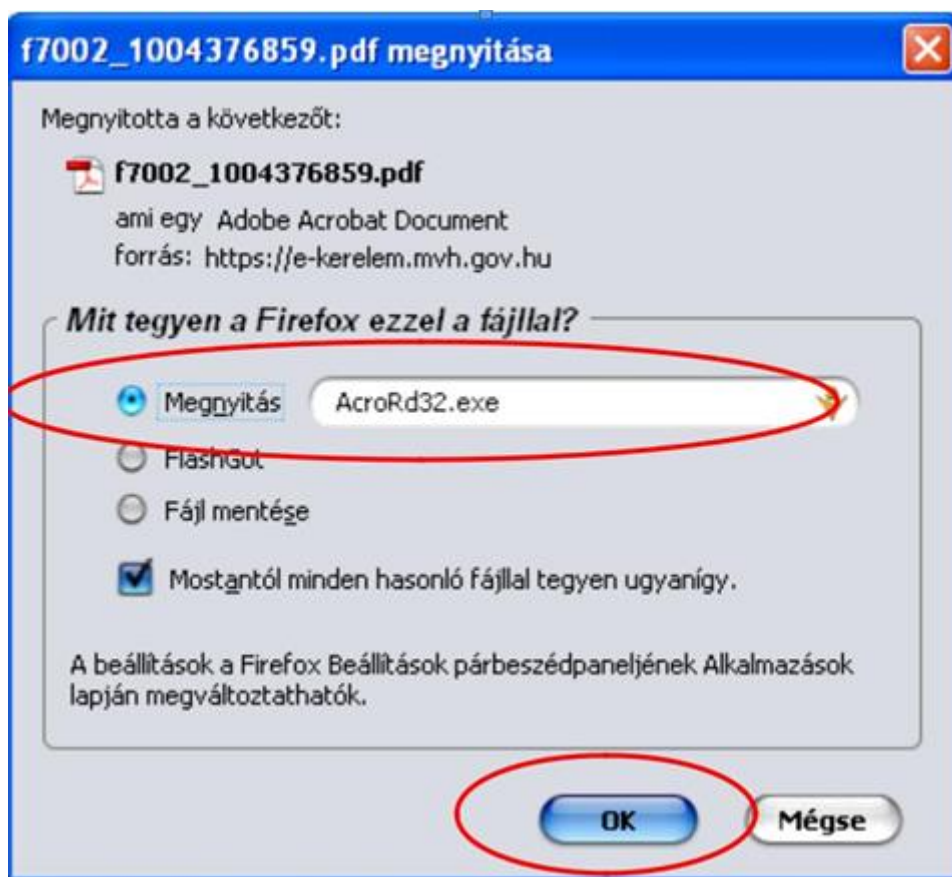 f7002_1004376859.pdf megnyitása
Megnyitotta a következőt:
f7002_1004376859.pdf
ami egy Adobe Acrobat Document
forrás: https://e-kerelem.mvh.gov.hu
Mit tegyen a Firefox ezzel a fájllal?
Megnyitás AcroRd32.exe
FlashGot
Fájl mentése
Mostantól minden hasonló fájllal tegyen ugyanígy.
A beállítások a Firefox Beállítások párbeszédpaneljének Alkalmazások
lapján megváltoztathatók.
OK Mégse